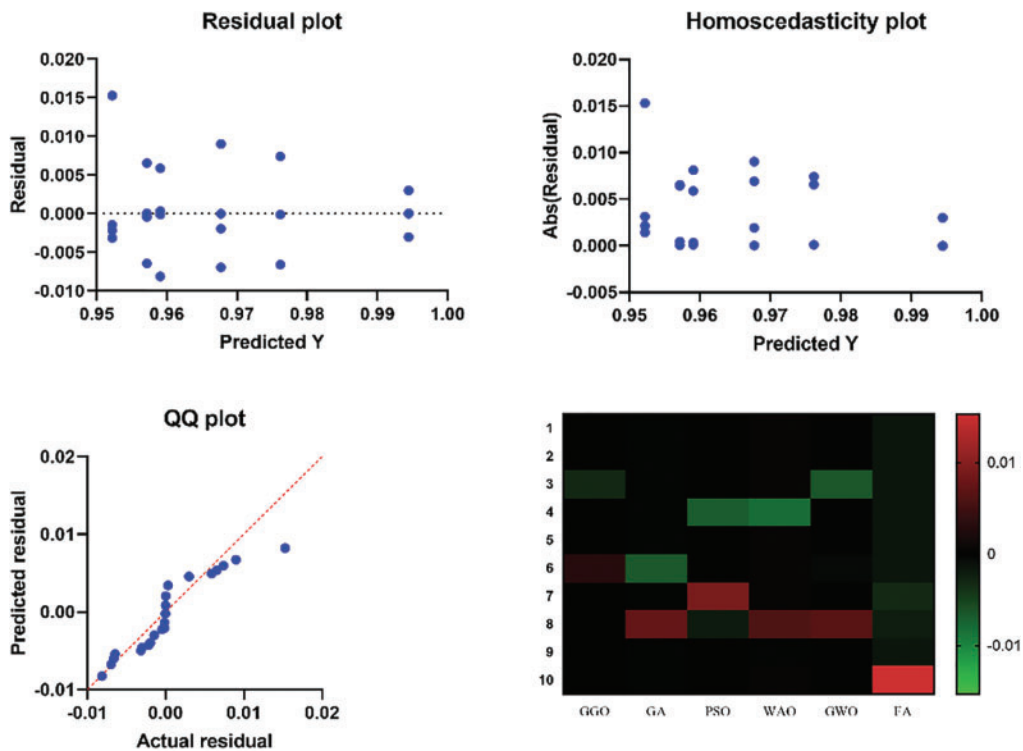 Residual plot
0.020
0.015
0.010
0.005
0.000
-0.005
-0.010
0.95 0.96 0.97 0.98 0.99 1.00
Residual
Predicted Y
Homoscedasticity plot
0.020
0.015
0.010
0.005
0.000
-0.005
0.95 0.96 0.97 0.98 0.99 1.00
Abs(Residual)
Predicted Y
QQ plot
0.02
0.01
0.00
-0.01
-0.01 0.00 0.01 0.02
Predicted residual
Actual residual
1
2
3
4
5
6
7
8
9
10
GGO GA PSO WAO GWO FA
0.01
0
-0.01